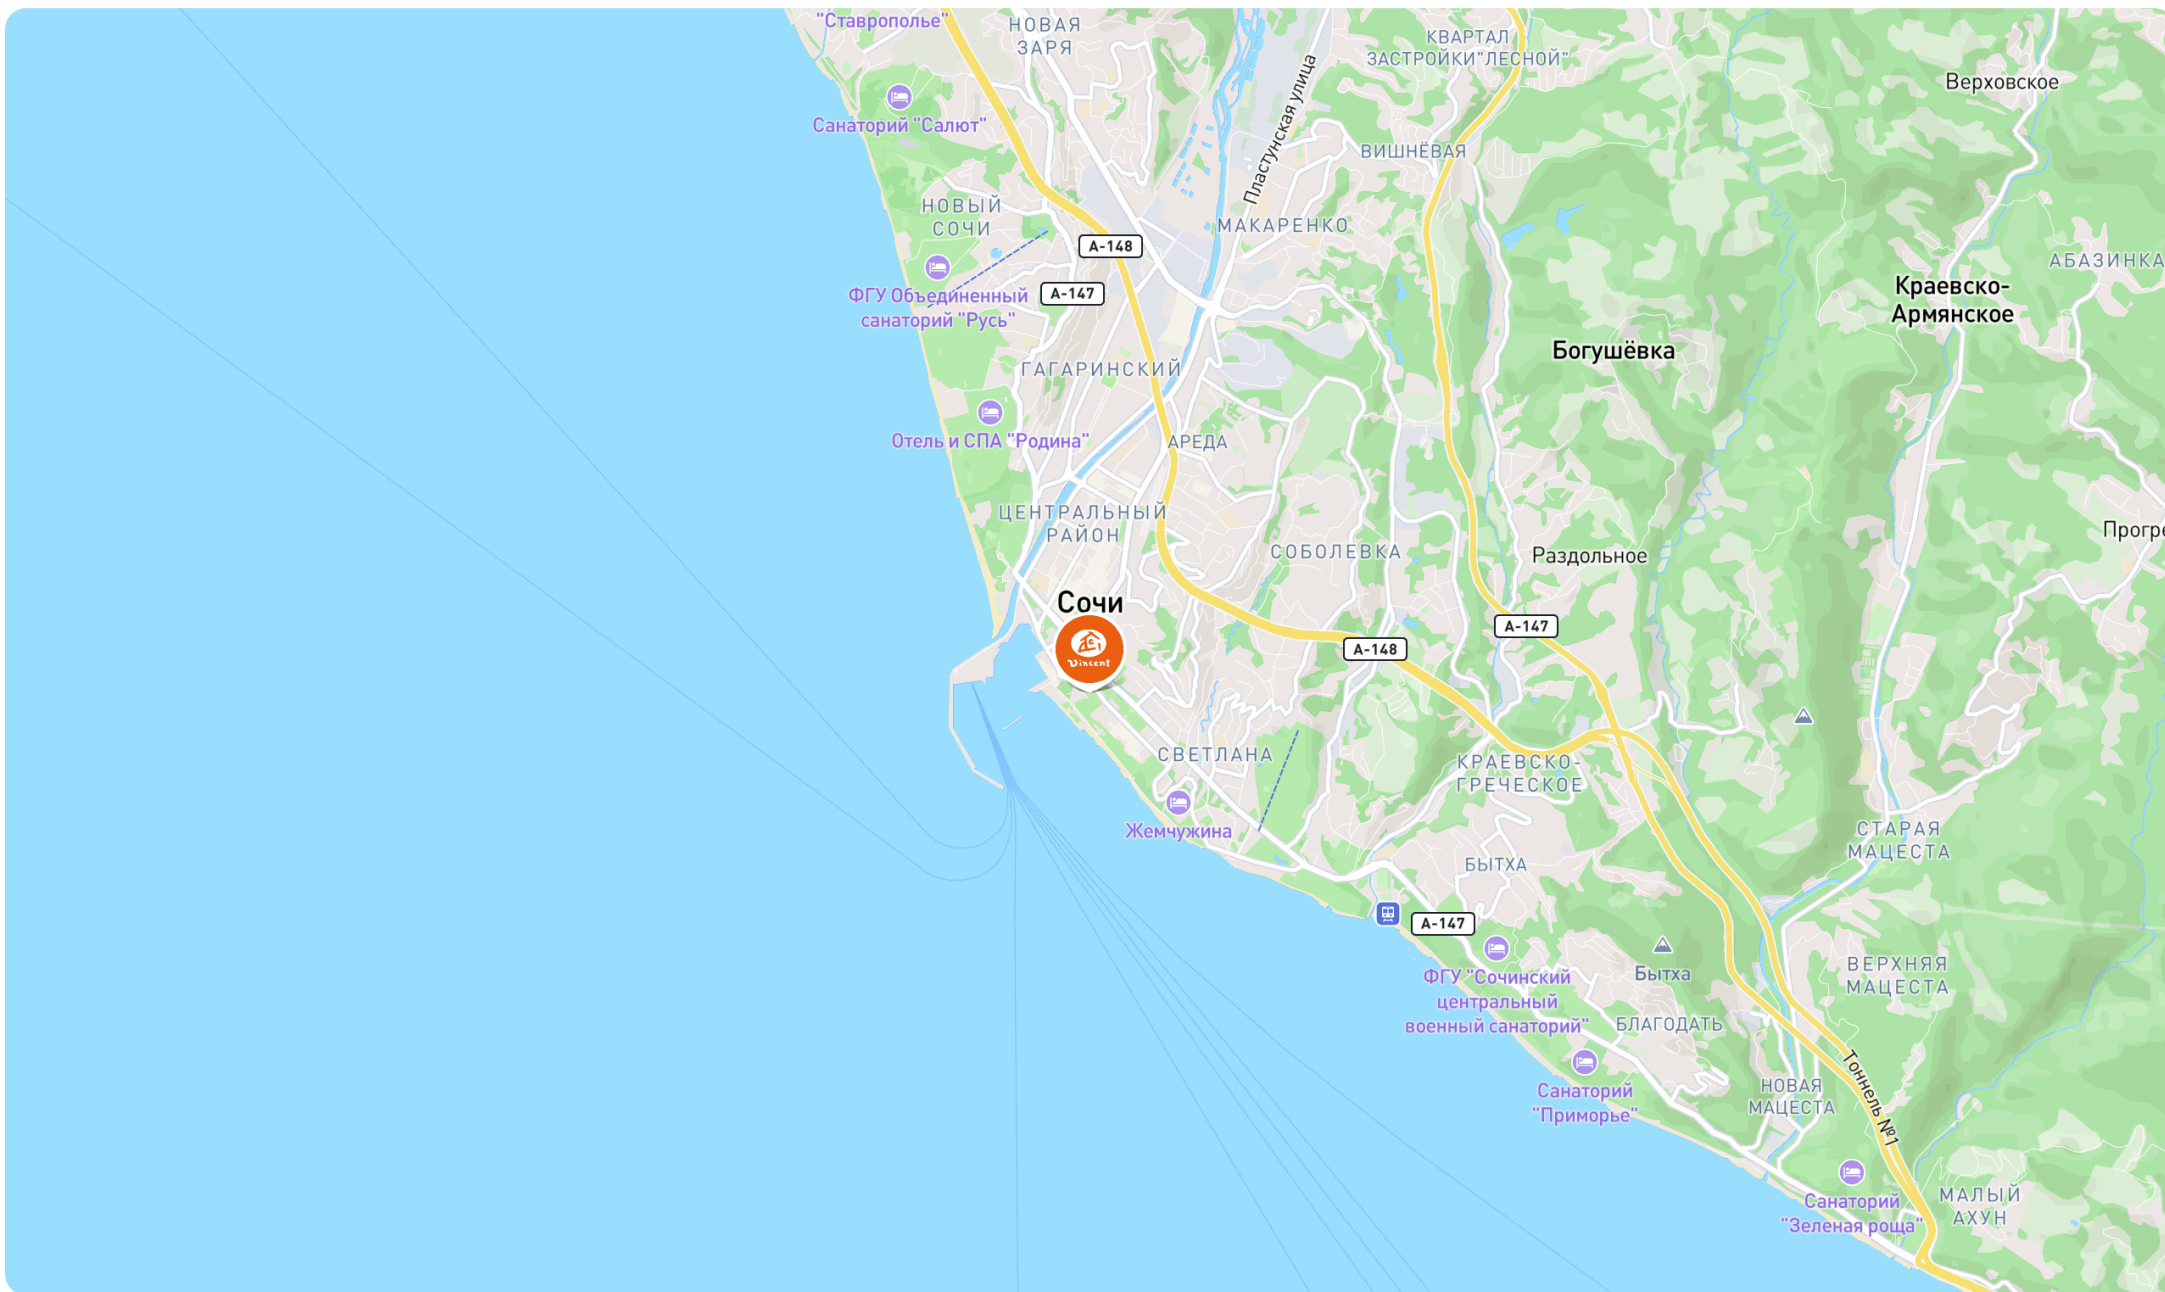 "Ставрополье"
НОВАЯ
ЗАРЯ
КВАРТАЛ
ЗАСТРОЙКИ"ЛЕСНОЙ"
Верховское
Санаторий "Салют"
Пластунская улица
ВИШНЁВАЯ
НОВЫЙ
СОЧИ
МАКАРЕНКО
А-148
АБАЗИНКА
ФГУ Объединенный
санаторий "Русь"
А-147
Краевско-
Армянское
Богушёвка
ГАГАРИНСКИЙ
Отель и СПА "Родина"
АРЕДА
ЦЕНТРАЛЬНЫЙ
РАЙОН
Прогре
СОБОЛЕВКА
Раздольное
Сочи
Vincent
А-147
А-148
СВЕТЛАНА
КРАЕВСКО-
ГРЕЧЕСКОЕ
Жемчужина
СТАРАЯ
МАЦЕСТА
БЫТХА
А-147
ФГУ "Сочинский
центральный
военный санаторий"
Бытха
ВЕРХНЯЯ
МАЦЕСТА
БЛАГОДАТЬ
Санаторий
"Приморье"
НОВАЯ
МАЦЕСТА
Тоннель №1
Санаторий
"Зеленая роща"
МАЛЫЙ
АХУН